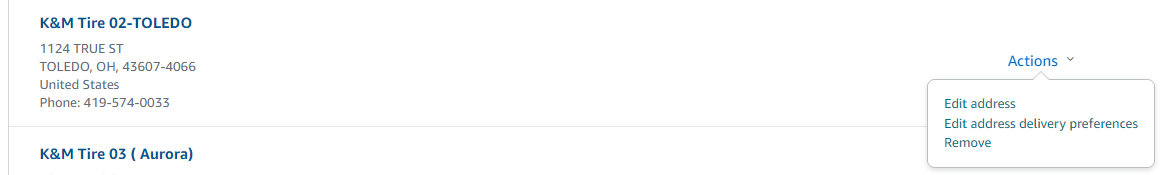 K&M Tire 02-TOLEDO
1124 TRUE ST
TOLEDO, OH, 43607-4066
United States
Phone: 419-574-0033
Actions
Edit address
Edit address delivery preferences
Remove
K&M Tire 03 ( Aurora)